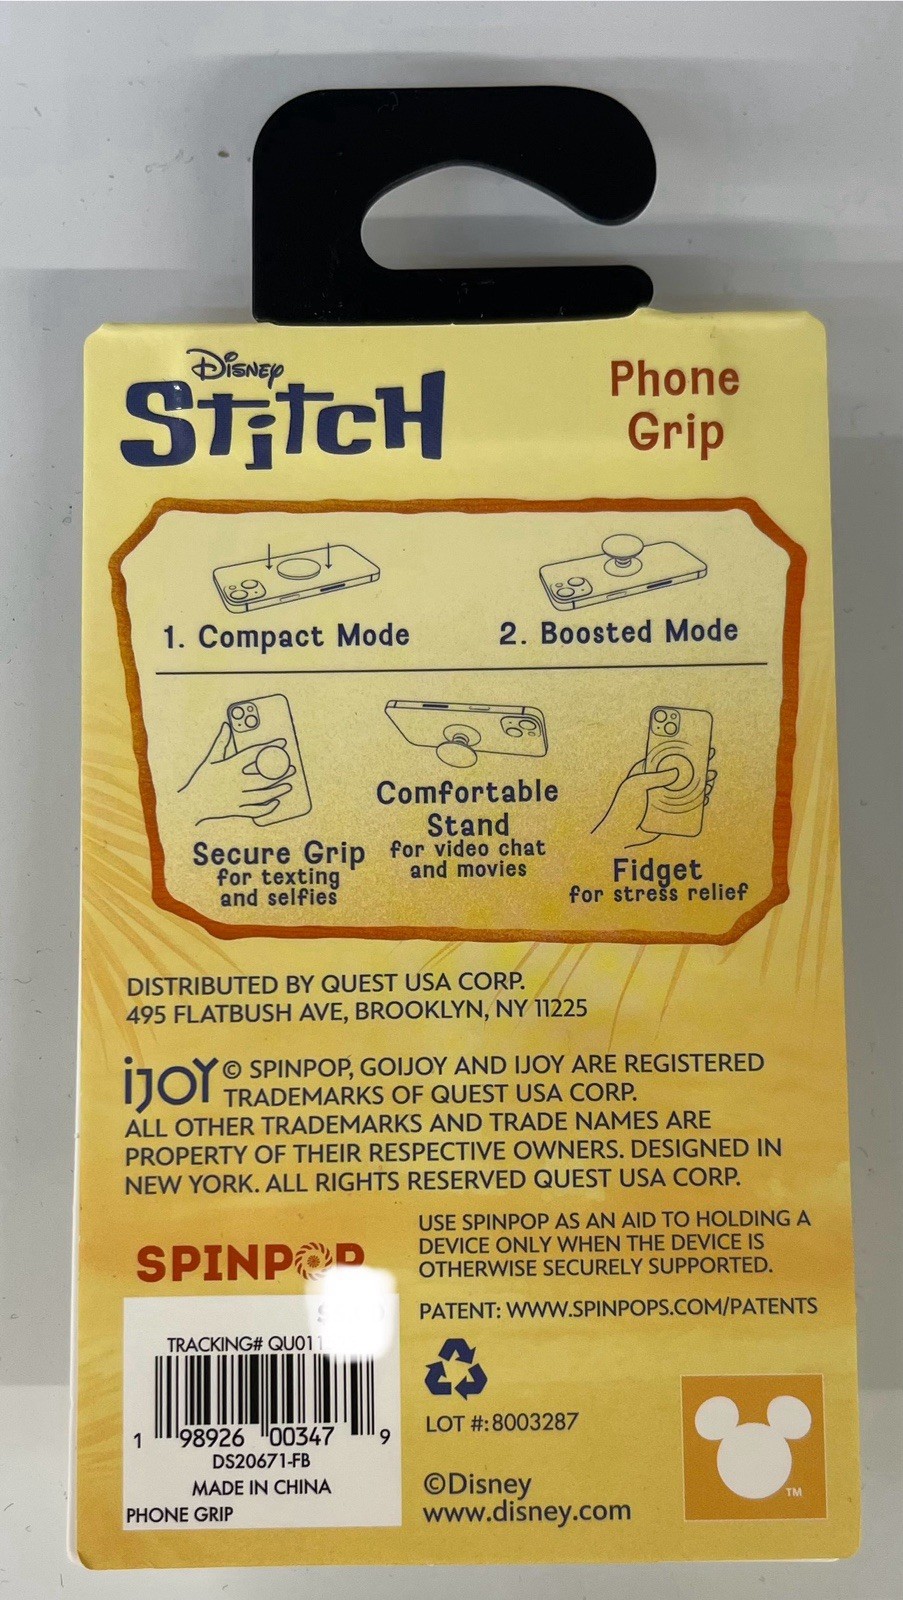 Disney
Stitch
Phone
Grip
1. Compact Mode
2. Boosted Mode
Secure Grip
for texting
and selfies
Comfortable
Stand
for video chat
and movies
Fidget
for stress relief
DISTRIBUTED BY QUEST USA CORP.
495 FLATBUSH AVE, BROOKLYN, NY 11225
iJOY © SPINPOP, GOIJOY AND IJOY ARE REGISTERED
TRADEMARKS OF QUEST USA CORP.
ALL OTHER TRADEMARKS AND TRADE NAMES ARE
PROPERTY OF THEIR RESPECTIVE OWNERS. DESIGNED IN
NEW YORK. ALL RIGHTS RESERVED QUEST USA CORP.
SPINPOP
USE SPINPOP AS AN AID TO HOLDING A
DEVICE ONLY WHEN THE DEVICE IS
OTHERWISE SECURELY SUPPORTED.
PATENT: WWW.SPINPOPS.COM/PATENTS
TRACKING# QU01
1 98926 00347 9
DS20671-FB
MADE IN CHINA
PHONE GRIP
LOT #:8003287
©Disney
www.disney.com
TM